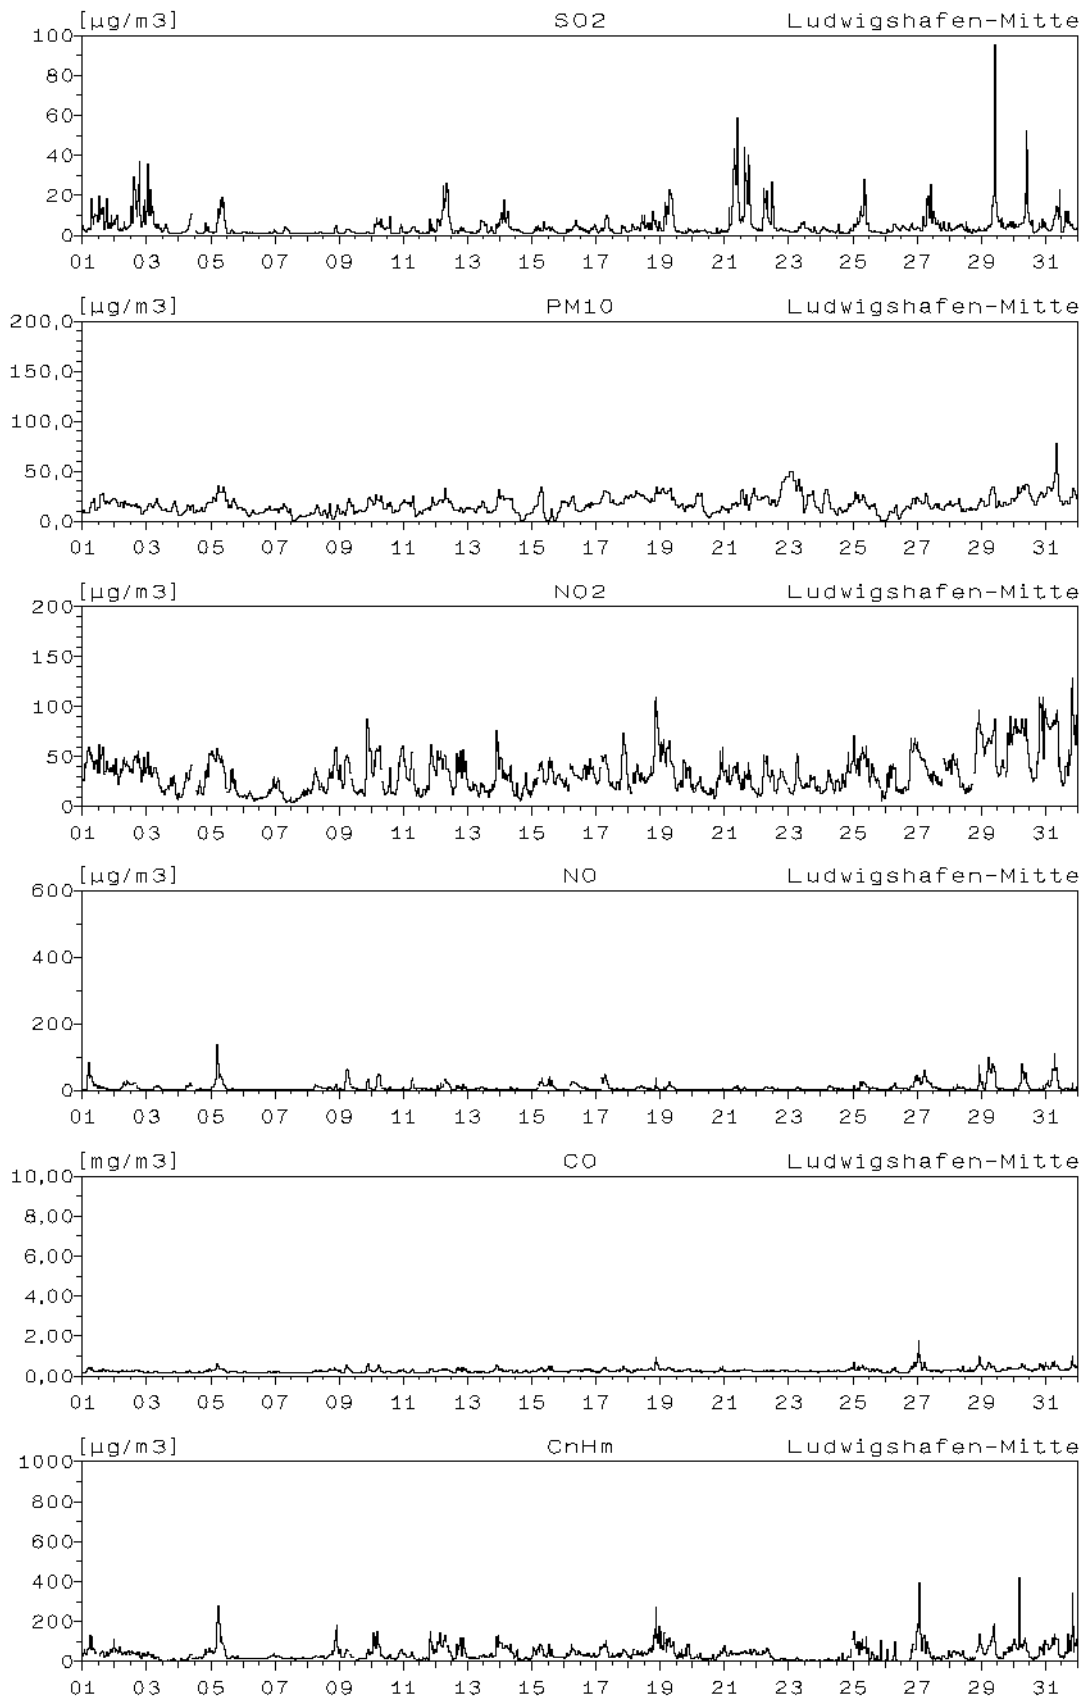 [µg/m3] SO2 Ludwigshafen-Mitte
100
80
60
40
20
0
01 03 05 07 09 11 13 15 17 19 21 23 25 27 29 31
[µg/m3] PM10 Ludwigshafen-Mitte
200,0
150,0
100,0
50,0
0,0
01 03 05 07 09 11 13 15 17 19 21 23 25 27 29 31
[µg/m3] NO2 Ludwigshafen-Mitte
200
150
100
50
0
01 03 05 07 09 11 13 15 17 19 21 23 25 27 29 31
[µg/m3] NO Ludwigshafen-Mitte
600
400
200
0
01 03 05 07 09 11 13 15 17 19 21 23 25 27 29 31
[mg/m3] CO Ludwigshafen-Mitte
10,00
8,00
6,00
4,00
2,00
0,00
01 03 05 07 09 11 13 15 17 19 21 23 25 27 29 31
[µg/m3] CnHm Ludwigshafen-Mitte
1000
800
600
400
200
0
01 03 05 07 09 11 13 15 17 19 21 23 25 27 29 31